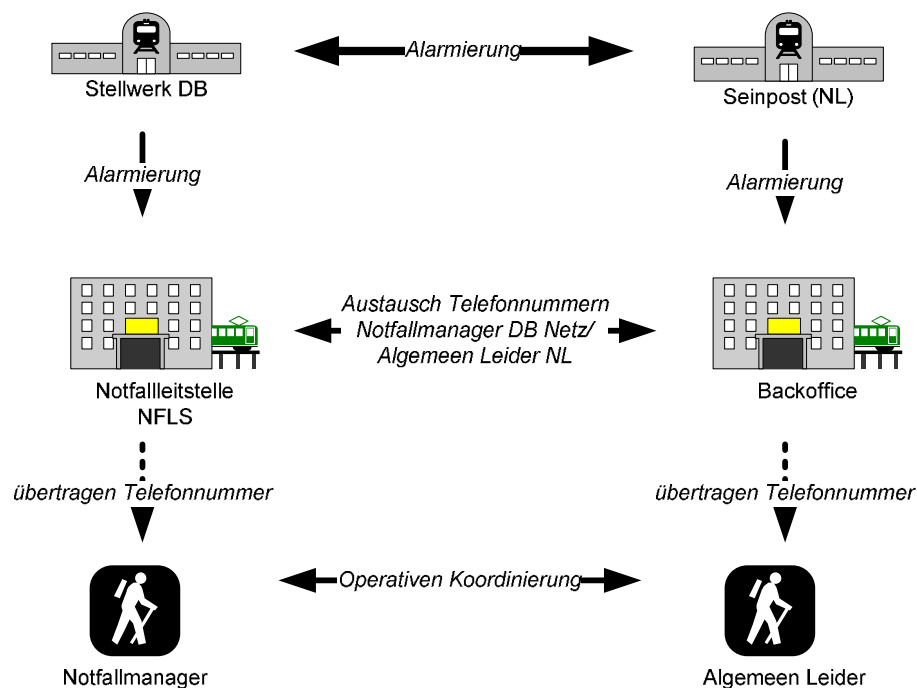 Alarmierung
Stellwerk DB
Seinpost (NL)
Alarmierung
Alarmierung
Austausch Telefonnummern
Notfallmanager DB Netz/
Algemeen Leider NL
Notfallleitstelle
NFLS
Backoffice
übertragen Telefonnummer
übertragen Telefonnummer
Operativen Koordinierung
Notfallmanager
Algemeen Leider